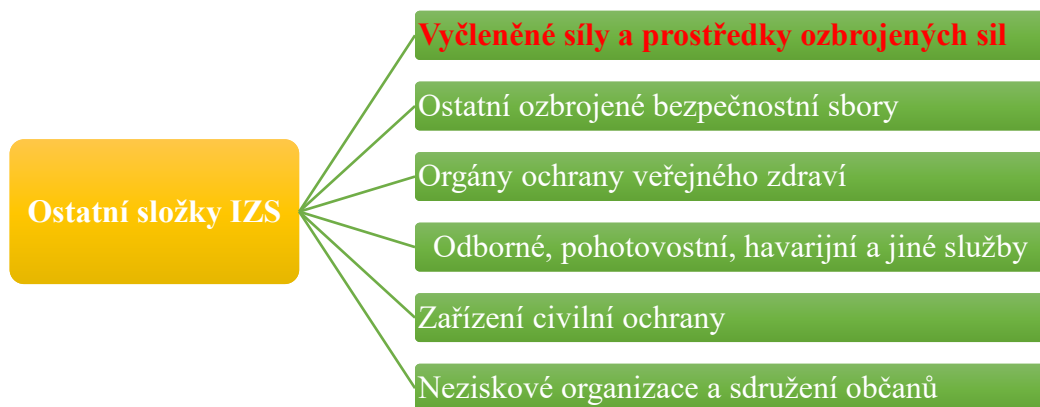 Ostatní složky IZS
Vyčleněné síly a prostředky ozbrojených sil
Ostatní ozbrojené bezpečnostní sbory
Orgány ochrany veřejného zdraví
Odborné, pohotovostní, havarijní a jiné služby
Zařízení civilní ochrany
Neziskové organizace a sdružení občanů